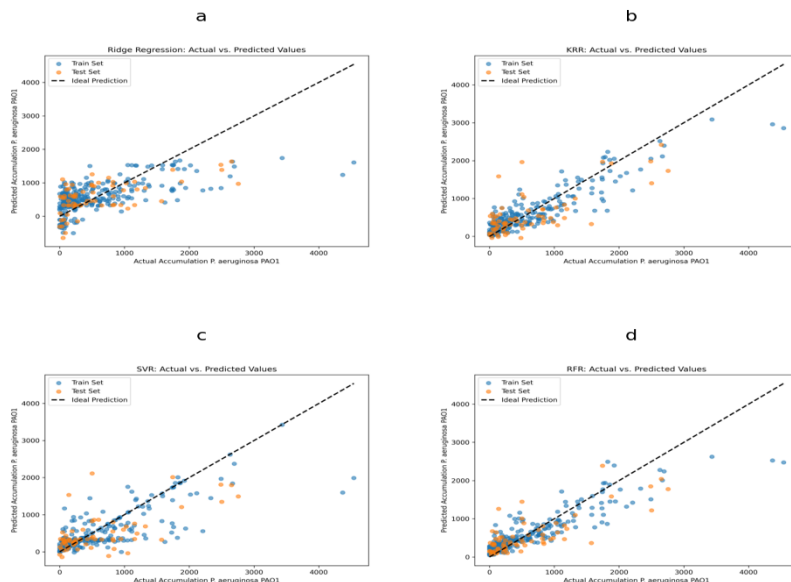 a
Ridge Regression: Actual vs. Predicted Values
Train Set
Test Set
Ideal Prediction
Predicted Accumulation P. aeruginosa PAO1
4000
3000
2000
1000
0
0 1000 2000 3000 4000
Actual Accumulation P. aeruginosa PAO1
b
KRR: Actual vs. Predicted Values
Train Set
Test Set
Ideal Prediction
Predicted Accumulation P. aeruginosa PAO1
4000
3000
2000
1000
0
0 1000 2000 3000 4000
Actual Accumulation P. aeruginosa PAO1
c
SVR: Actual vs. Predicted Values
Train Set
Test Set
Ideal Prediction
Predicted Accumulation P. aeruginosa PAO1
4000
3000
2000
1000
0
0 1000 2000 3000 4000
Actual Accumulation P. aeruginosa PAO1
d
RFR: Actual vs. Predicted Values
Train Set
Test Set
Ideal Prediction
Predicted Accumulation P. aeruginosa PAO1
4000
3000
2000
1000
0
0 1000 2000 3000 4000
Actual Accumulation P. aeruginosa PAO1